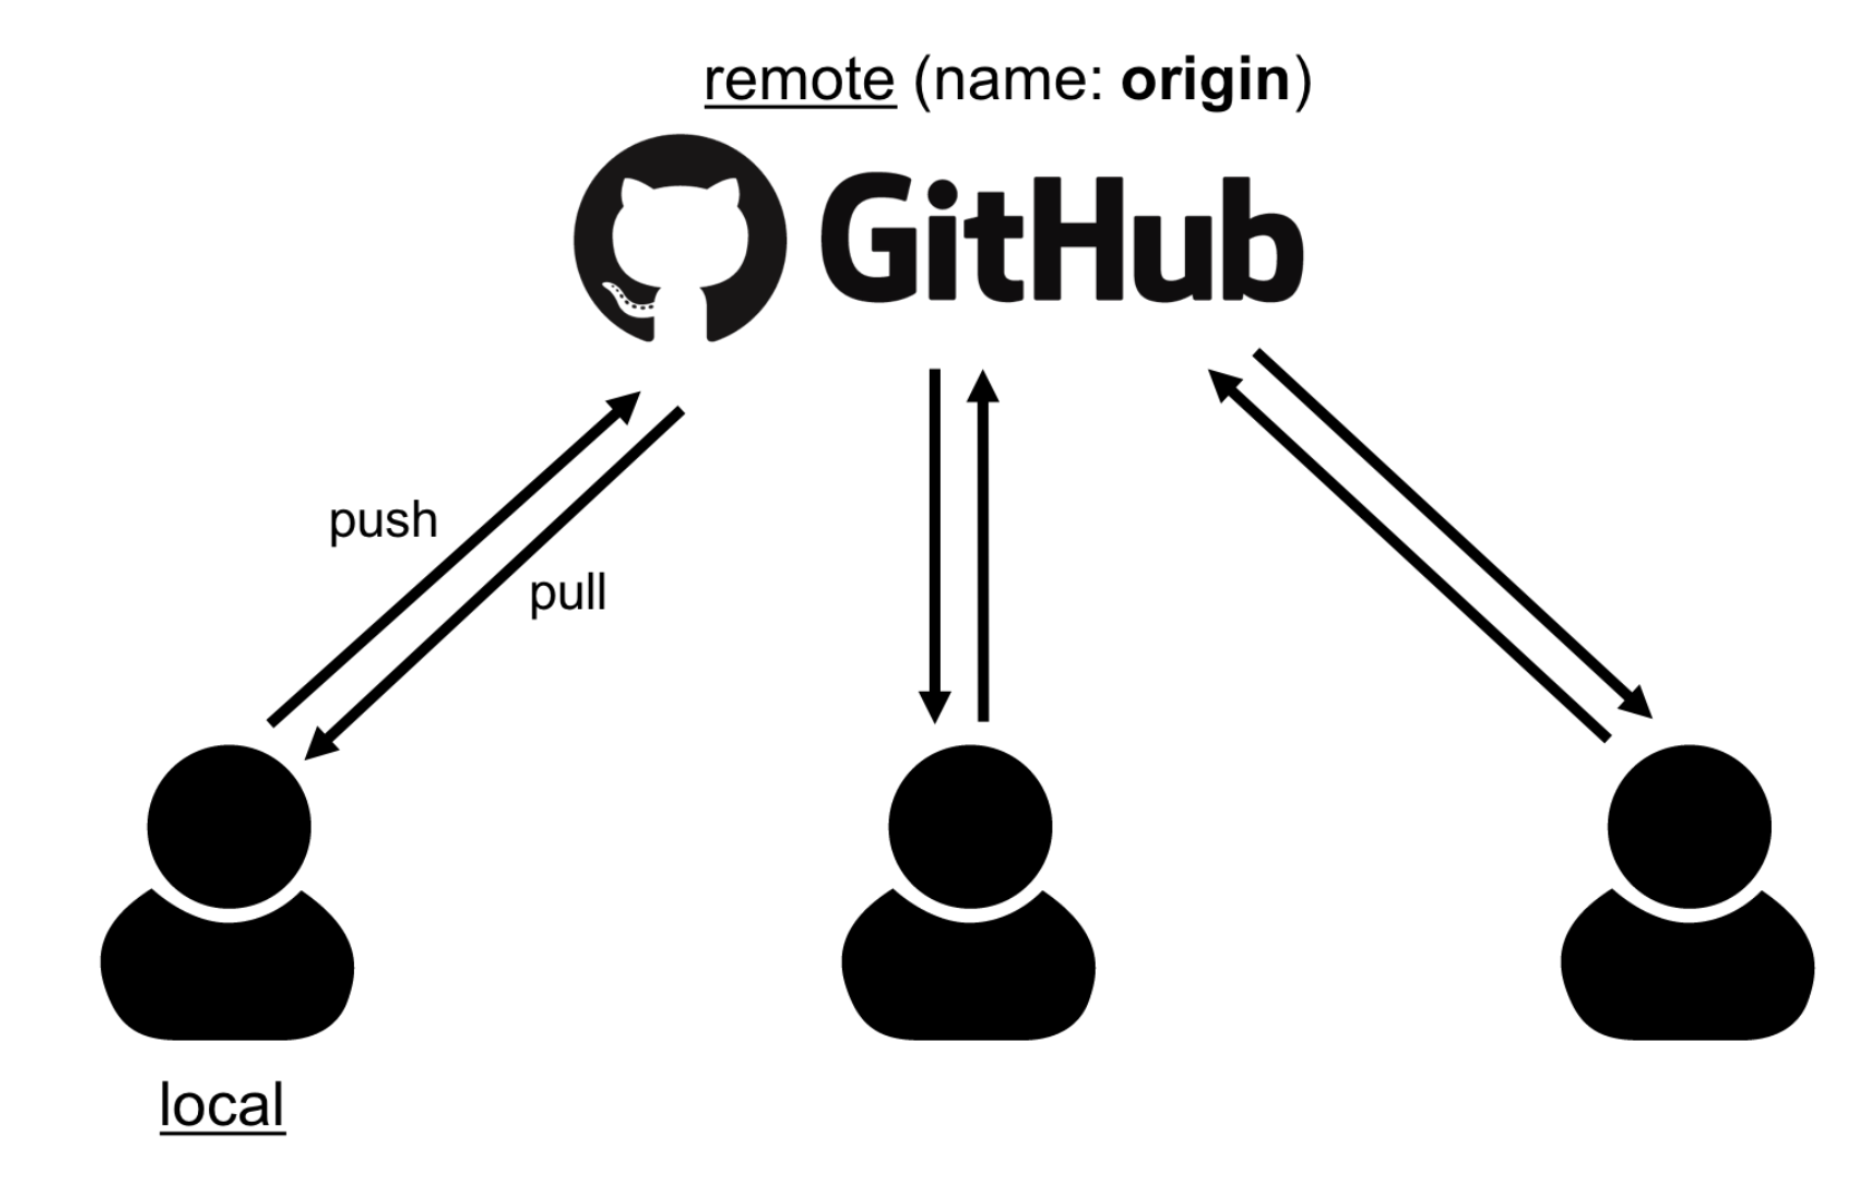 remote (name: origin)
GitHub
push
pull
local